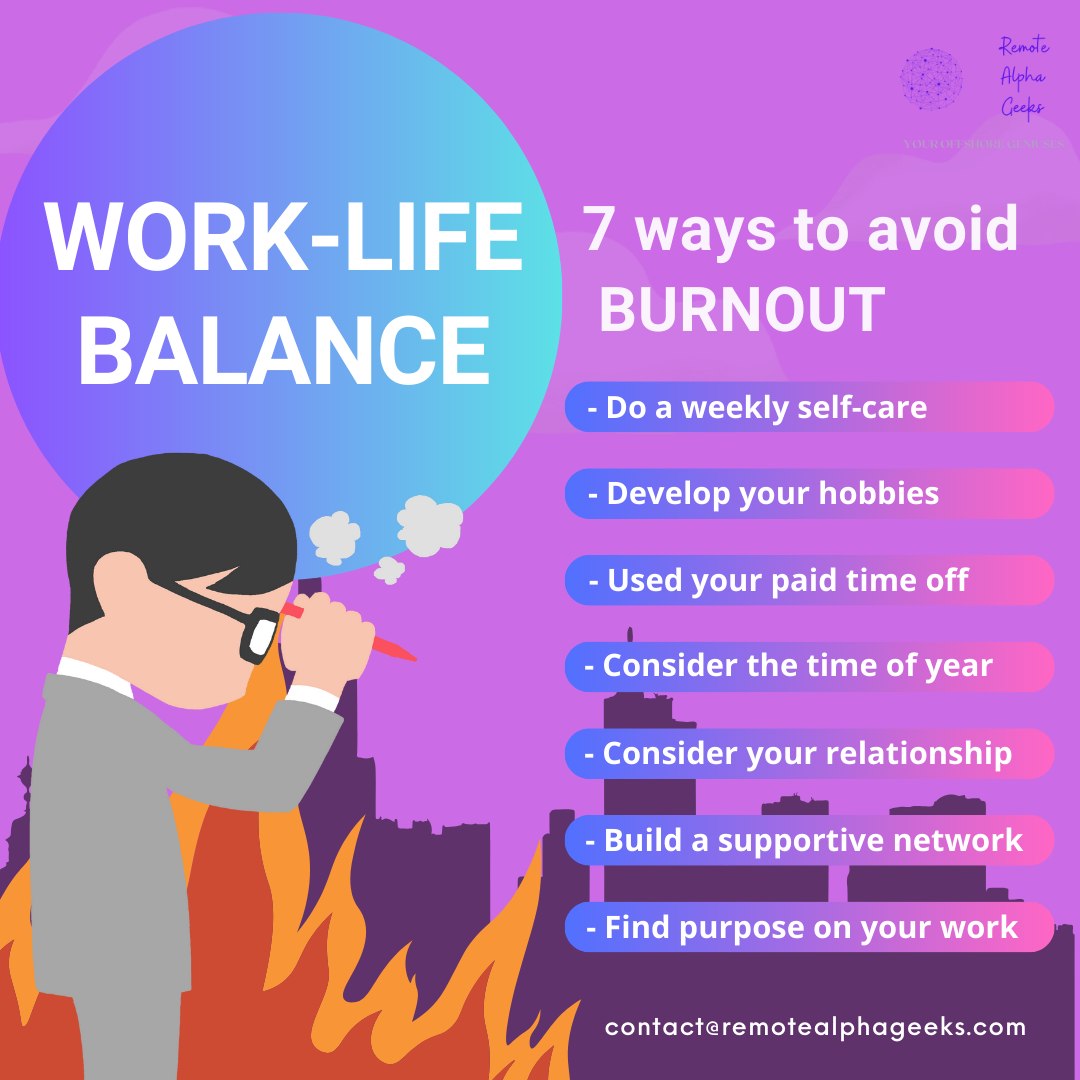 Remote
Alpha
Geeks
YOUR OFFSHORE GENIUSES
WORK-LIFE
BALANCE
7 ways to avoid
BURNOUT
- Do a weekly self-care
- Develop your hobbies
- Used your paid time off
- Consider the time of year
- Consider your relationship
- Build a supportive network
- Find purpose on your work
contact@remotealphageeks.com